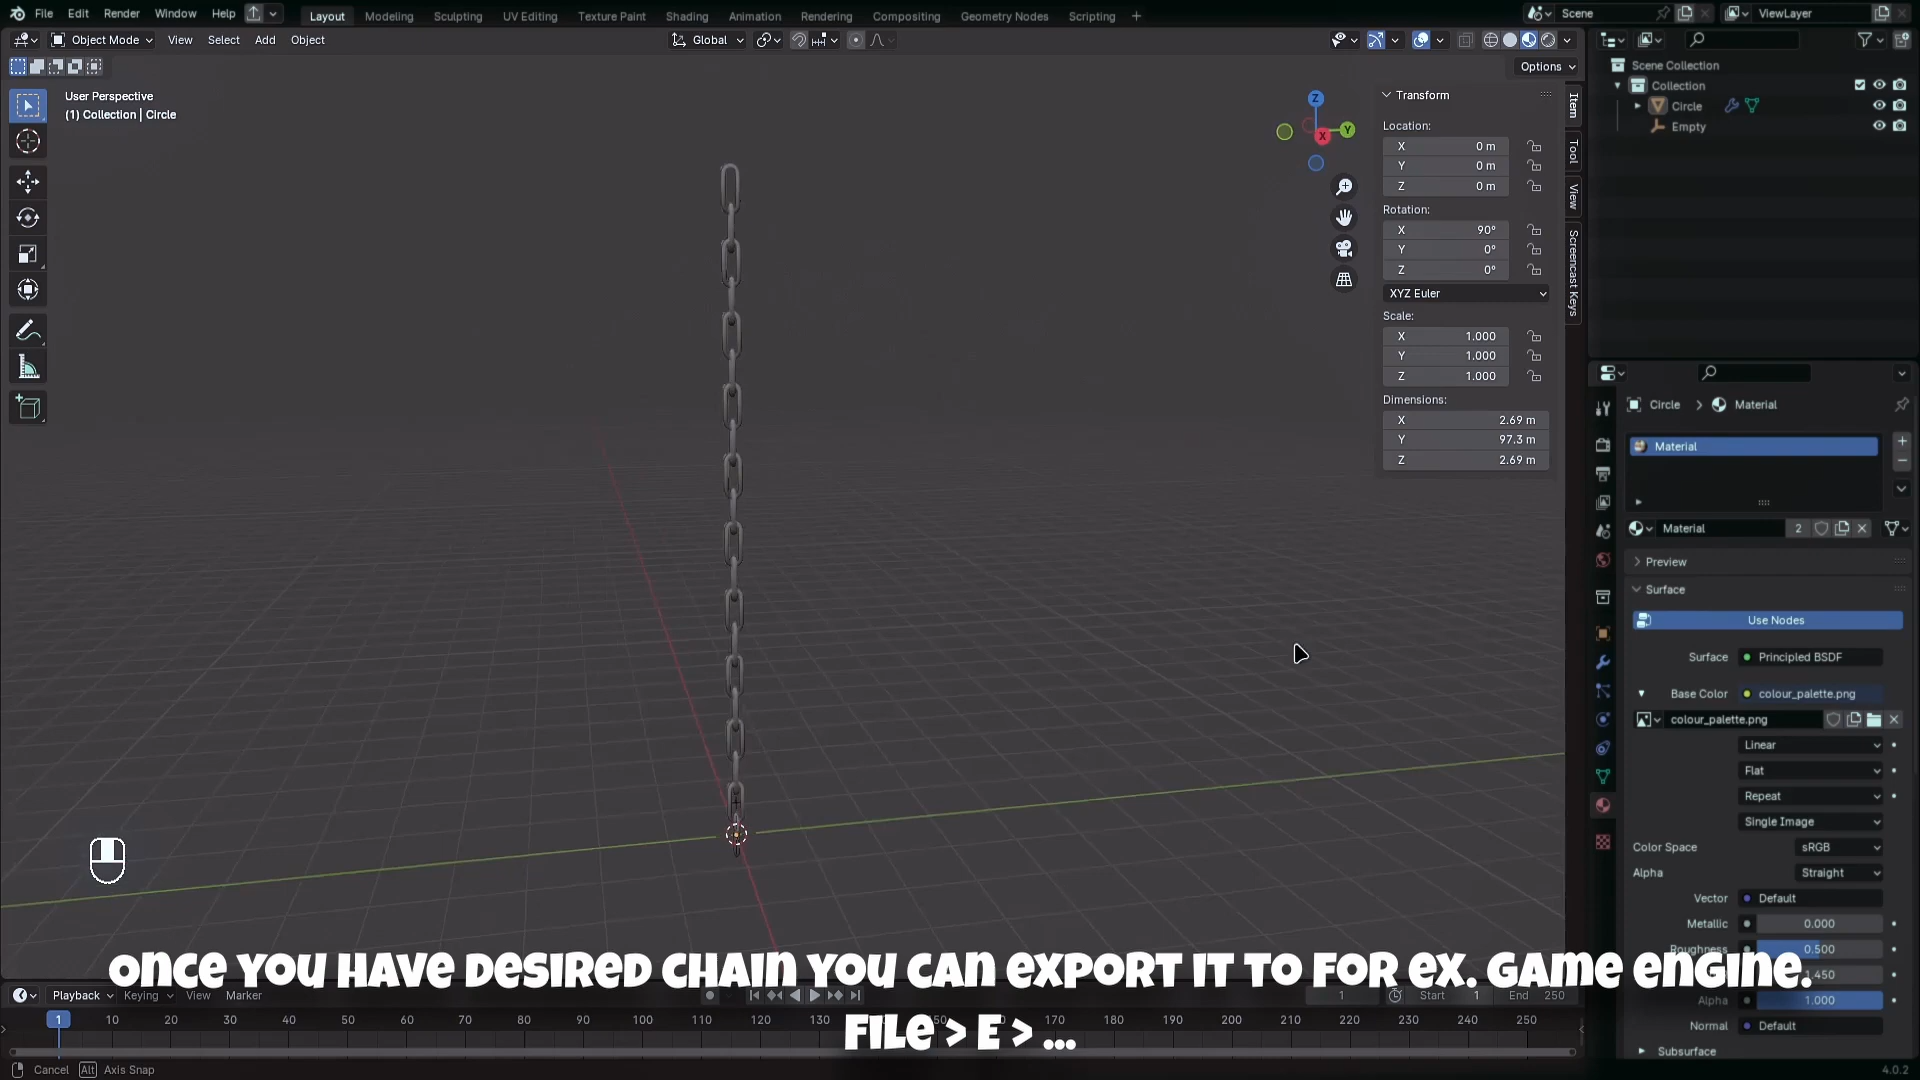 File Edit Render Window Help Layout Modeling Sculpting UV Editing Texture Paint Shading Animation Rendering Compositing Geometry Nodes Scripting + Scene ViewLayer
Object Mode View Select Add Object Global
Options
User Perspective
(1) Collection | Circle
Z
Y
X
Transform
Location:
X 0 m
Y 0 m
Z 0 m
Rotation:
X 90°
Y 0°
Z 0°
XYZ Euler
Scale:
X 1.000
Y 1.000
Z 1.000
Dimensions:
X 2.69 m
Y 97.3 m
Z 2.69 m
Item
Tool
View
Screencast Keys
Scene Collection
Collection
Circle
Empty
Circle > Material
Material
Material 2
Preview
Surface
Use Nodes
Surface Principled BSDF
Base Color colour_palette.png
colour_palette.png
Linear
Flat
Repeat
Single Image
Color Space sRGB
Alpha Straight
Vector Default
Metallic 0.000
Roughness 0.500
1.450
Alpha 1.000
Normal Default
Subsurface
once you have desired chain you can export it to for ex. game engine.
File > E > ...
Playback Keying View Marker 1 Start 1 End 250
1 10 20 30 40 50 60 70 80 90 100 110 120 130 170 180 190 200 210 220 230 240 250
Cancel Alt Axis Snap
4.0.2